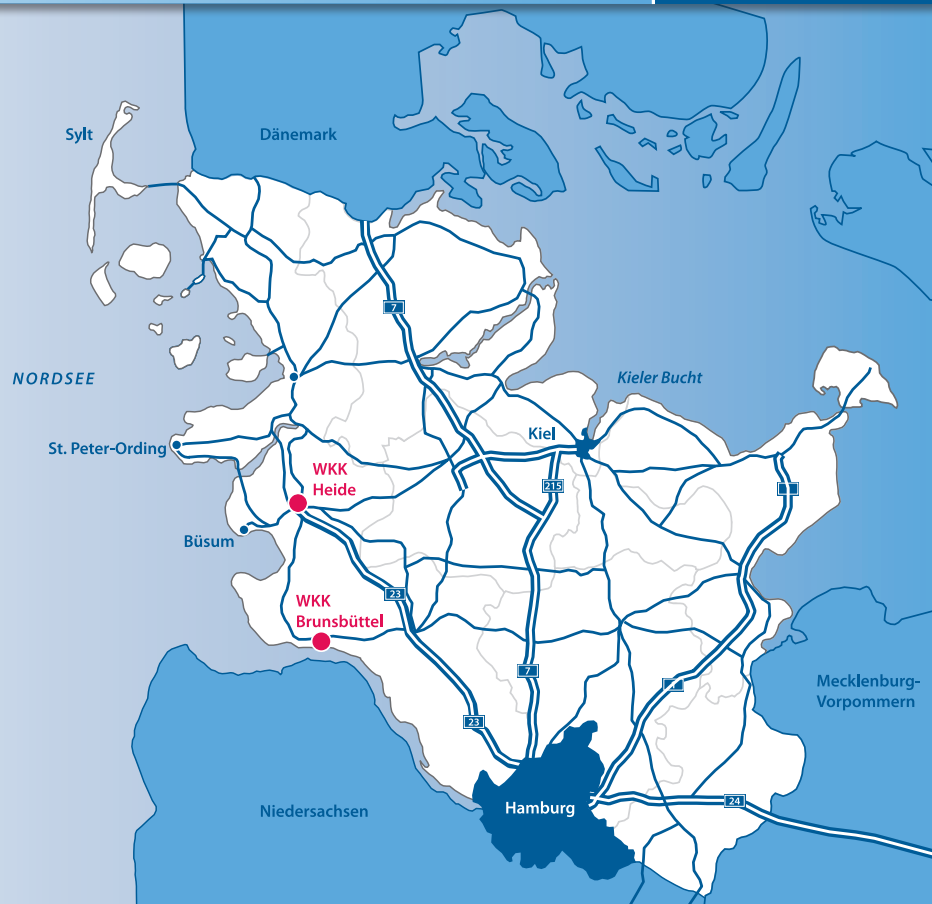 Sylt
Dänemark
7
NORDSEE
Kieler Bucht
Kiel
St. Peter-Ording
WKK
Heide
215
Büsum
23
WKK
Brunsbüttel
7
Mecklenburg-
Vorpommern
23
24
Niedersachsen
Hamburg